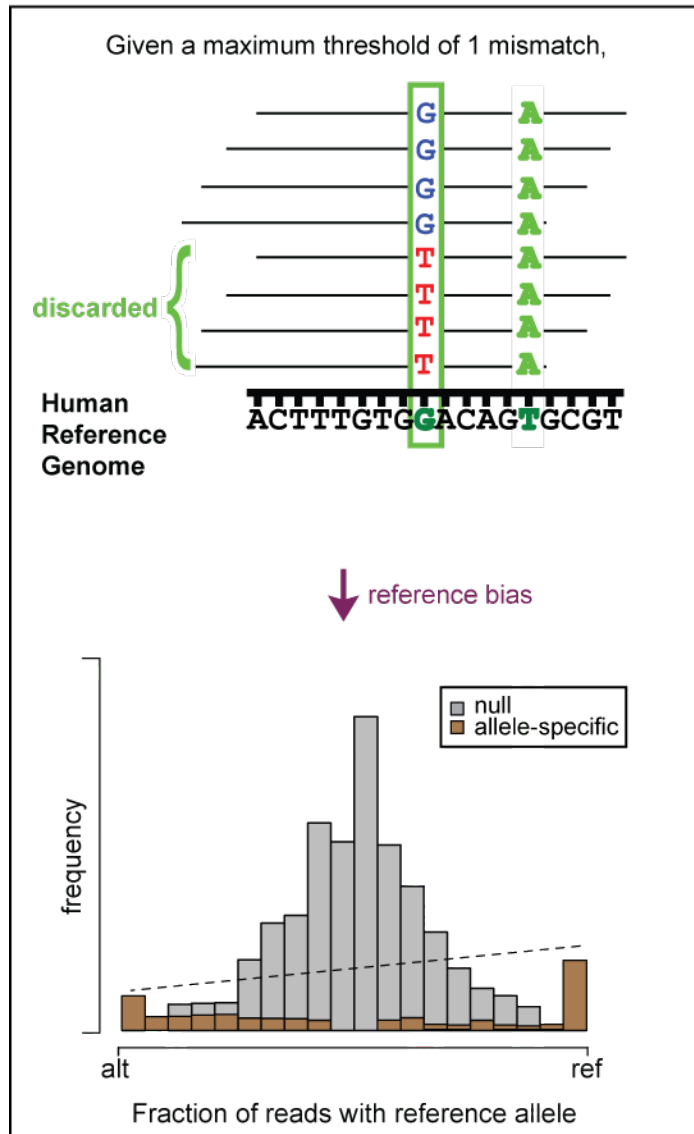 Given a maximum threshold of 1 mismatch,
G A
G A
G A
G A
T A
discarded
T A
T A
T A
Human
Reference
Genome
ACTTTGTGGACAGTGCGT
reference bias
null
allele-specific
frequency
alt
ref
Fraction of reads with reference allele